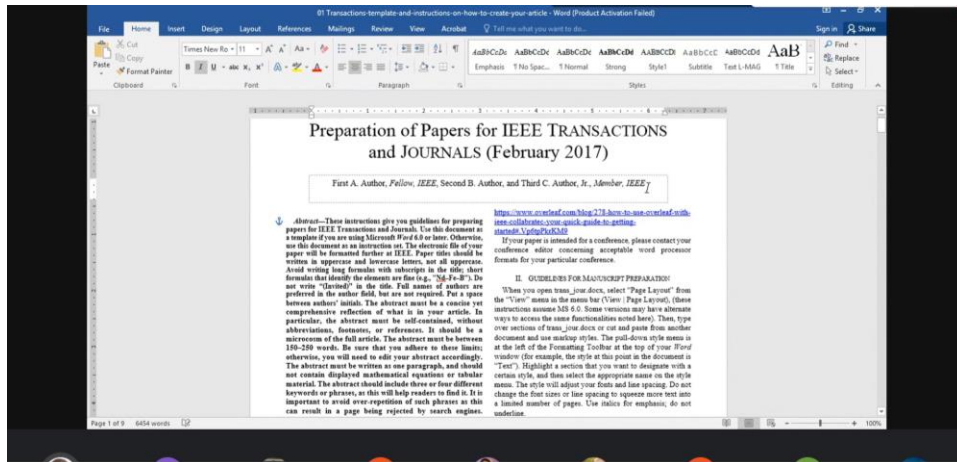 01 Transactions-template-and-instructions-on-how-to-create-your-article - Word (Product Activation Failed)
File Home Insert Design Layout References Mailings Review View Acrobat Tell me what you want to do... Sign in Share
Cut
Copy
Paste
Format Painter
Times New Ro 11
Find
Replace
Select
AaBbCcDc AaBbCcDc AaBbCcDc AaBbCcDd AABBCCDI AaBbCcC AaBbCcDd AaB
Emphasis ¶ No Spac... ¶ Normal Strong Style1 Subtitle Text L-MAG ¶ Title
Clipboard Font Paragraph Styles Editing
Preparation of Papers for IEEE TRANSACTIONS
and JOURNALS (February 2017)
First A. Author, Fellow, IEEE, Second B. Author, and Third C. Author, Jr., Member, IEEE
Abstract—These instructions give you guidelines for preparing
papers for IEEE Transactions and Journals. Use this document as
a template if you are using Microsoft Word 6.0 or later. Otherwise,
use this document as an instruction set. The electronic file of your
paper will be formatted further at IEEE. Paper titles should be
written in uppercase and lowercase letters, not all uppercase.
Avoid writing long formulas with subscripts in the title; short
formulas that identify the elements are fine (e.g., "Nd–Fe–B"). Do
not write "(Invited)" in the title. Full names of authors are
preferred in the author field, but are not required. Put a space
between authors' initials. The abstract must be a concise yet
comprehensive reflection of what is in your article. In
particular, the abstract must be self-contained, without
abbreviations, footnotes, or references. It should be a
microcosm of the full article. The abstract must be between
150–250 words. Be sure that you adhere to these limits;
otherwise, you will need to edit your abstract accordingly.
The abstract must be written as one paragraph, and should
not contain displayed mathematical equations or tabular
material. The abstract should include three or four different
keywords or phrases, as this will help readers to find it. It is
important to avoid over-repetition of such phrases as this
can result in a page being rejected by search engines.
https://www.overleaf.com/blog/278-how-to-use-overleaf-with-
ieee-collabratec-your-quick-guide-to-getting-
started#.Vp6tpPkrKM9
If your paper is intended for a conference, please contact your
conference editor concerning acceptable word processor
formats for your particular conference.
II. GUIDELINES FOR MANUSCRIPT PREPARATION
When you open trans_jour.docx, select "Page Layout" from
the "View" menu in the menu bar (View | Page Layout), (these
instructions assume MS 6.0. Some versions may have alternate
ways to access the same functionalities noted here). Then, type
over sections of trans_jour.docx or cut and paste from another
document and use markup styles. The pull-down style menu is
at the left of the Formatting Toolbar at the top of your Word
window (for example, the style at this point in the document is
"Text"). Highlight a section that you want to designate with a
certain style, and then select the appropriate name on the style
menu. The style will adjust your fonts and line spacing. Do not
change the font sizes or line spacing to squeeze more text into
a limited number of pages. Use italics for emphasis; do not
underline.
Page 1 of 9 6454 words 100%